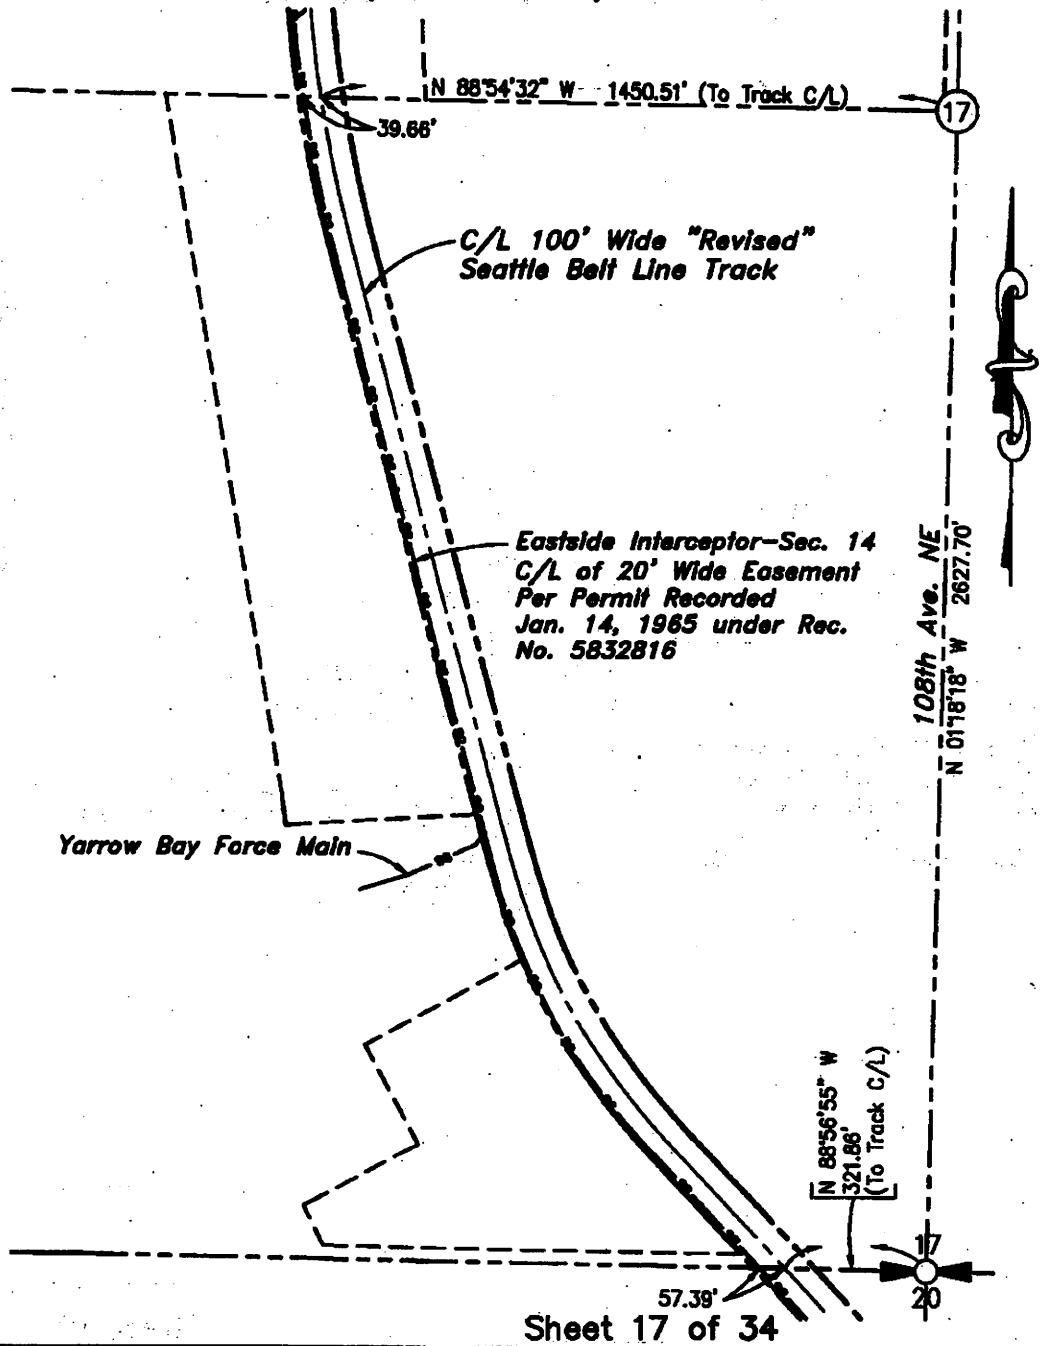 N 88°54'32" W 1450.51' (To Track C/L)
17
39.66'
C/L 100' Wide "Revised"
Seattle Belt Line Track
Eastside Interceptor-Sec. 14
C/L of 20' Wide Easement
Per Permit Recorded
Jan. 14, 1965 under Rec.
No. 5832816
108th Ave. NE
N 01°18'18" W 2627.70'
Yarrow Bay Force Main
N 88°56'55" W
321.86'
(To Track C/L)
17
20
57.39'
Sheet 17 of 34